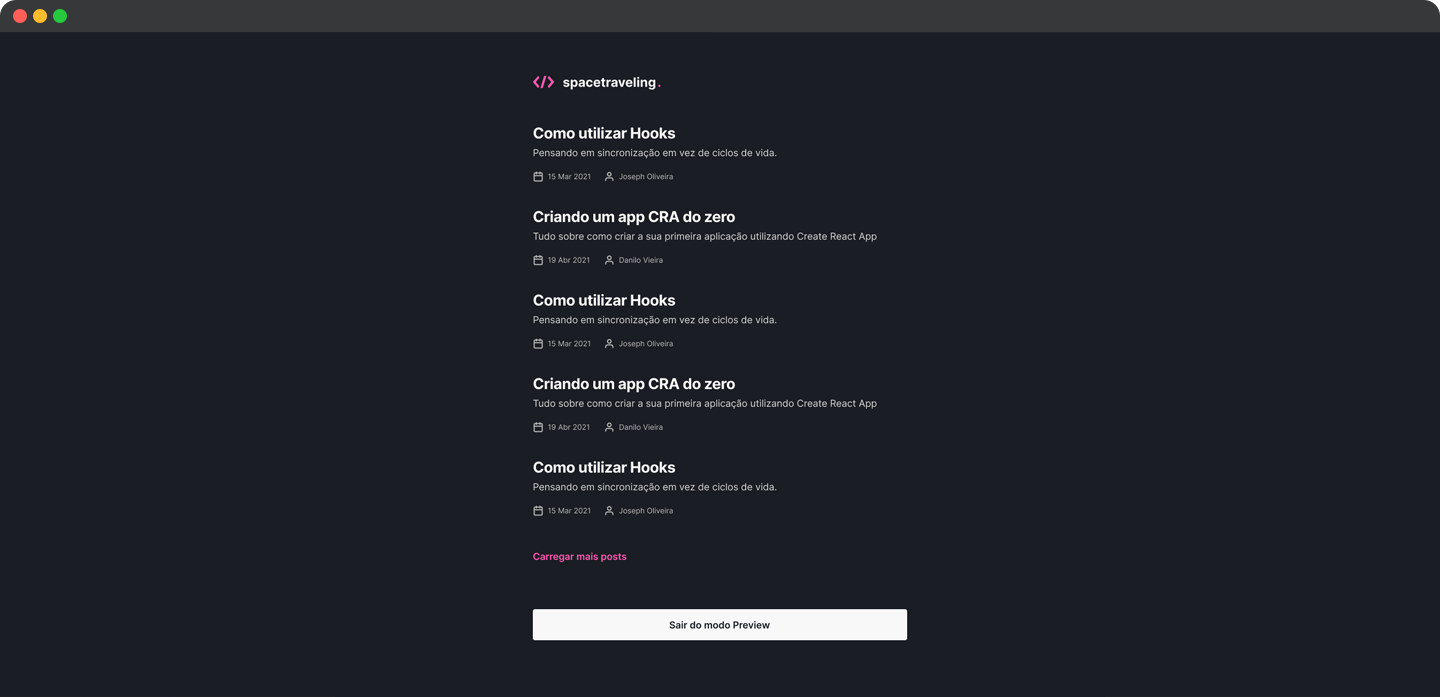 </> spacetraveling.
Como utilizar Hooks
Pensando em sincronização em vez de ciclos de vida.
15 Mar 2021 Joseph Oliveira
Criando um app CRA do zero
Tudo sobre como criar a sua primeira aplicação utilizando Create React App
19 Abr 2021 Danilo Vieira
Como utilizar Hooks
Pensando em sincronização em vez de ciclos de vida.
15 Mar 2021 Joseph Oliveira
Criando um app CRA do zero
Tudo sobre como criar a sua primeira aplicação utilizando Create React App
19 Abr 2021 Danilo Vieira
Como utilizar Hooks
Pensando em sincronização em vez de ciclos de vida.
15 Mar 2021 Joseph Oliveira
Carregar mais posts
Sair do modo Preview